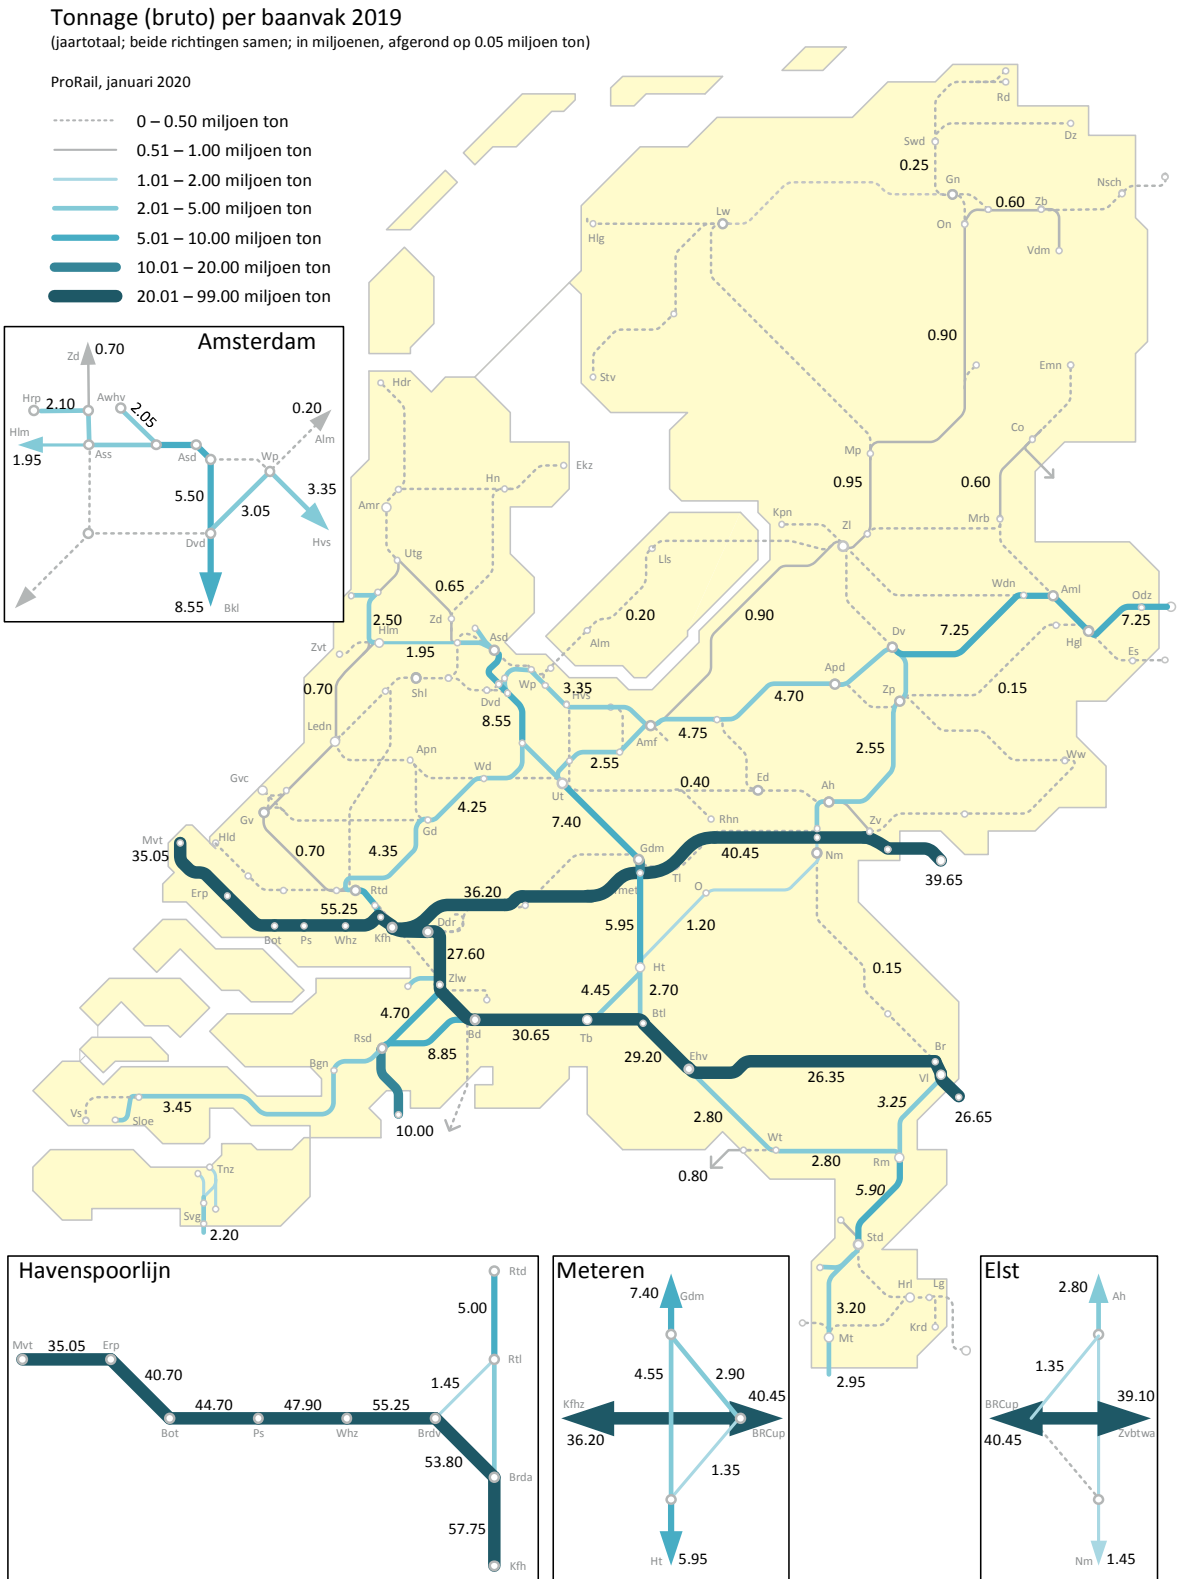 Tonnage (bruto) per baanvak 2019
(jaartotaal; beide richtingen samen; in miljoenen, afgerond op 0.05 miljoen ton)
ProRail, januari 2020
0 – 0.50 miljoen ton
0.51 – 1.00 miljoen ton
1.01 – 2.00 miljoen ton
2.01 – 5.00 miljoen ton
5.01 – 10.00 miljoen ton
10.01 – 20.00 miljoen ton
20.01 – 99.00 miljoen ton
Amsterdam
Zd 0.70
Hrp 2.10 Awhv 2.05
0.20
Alm
Hlm
1.95
Ass Asd Wp
5.50
3.05
3.35
Hvs
Dvd
8.55 Bkl
Rd
Swd Dz
0.25
Gn Nsch
0.60 Zb
On
Vdm
Hlg Lw
0.90
Stv
Emn
Co
Mp
0.95
0.60
Mrb
Hdr
Ekz
Hn
Amr
Kpn Zl
Utg
Lls
0.65
Wdn Aml Odz
2.50
0.20
0.90
7.25
7.25
Zd
Hlm
1.95
Asd
Alm
Dv
Hgl
Zvt
Es
Wp
3.35
Apd
Shl
Dvd
Hvs
4.70
Zp
0.15
0.70
Ledn
8.55
Amf
4.75
2.55
Apn
2.55
Ww
Gvc
Wd
Ut
0.40
Ed
Ah
4.25
Gv
Gd
7.40
Rhn
Zv
Mvt
35.05
Hld
0.70
4.35
Gdm
40.45
Nm
39.65
Erp
Rtd
36.20
met
Tl
O
55.25
Bot Ps Whz Kfh
Ddr
5.95
1.20
27.60
Zlw
Ht
0.15
4.70
4.45
2.70
Rsd
Bd
30.65
Tb
Btl
8.85
29.20
Br
Bgn
Ehv
26.35
Vl
3.45
Vs
Sloe
10.00
2.80
3.25
26.65
Wt
0.80
2.80
Rm
Tnz
5.90
Svg
2.20
Std
Hrl Lg
3.20
Krd
Mt
2.95
Havenspoorlijn
Rtd
5.00
Mvt 35.05 Erp
Rtl
40.70
1.45
44.70 47.90 55.25
Bot Ps Whz Brdv
53.80
Brda
57.75
Kfh
Meteren
7.40 Gdm
4.55 2.90
40.45
Kfhz
BRCup
36.20
1.35
Ht 5.95
Elst
2.80
Ah
1.35
39.10
BRCup
Zvbtwa
40.45
Nm 1.45